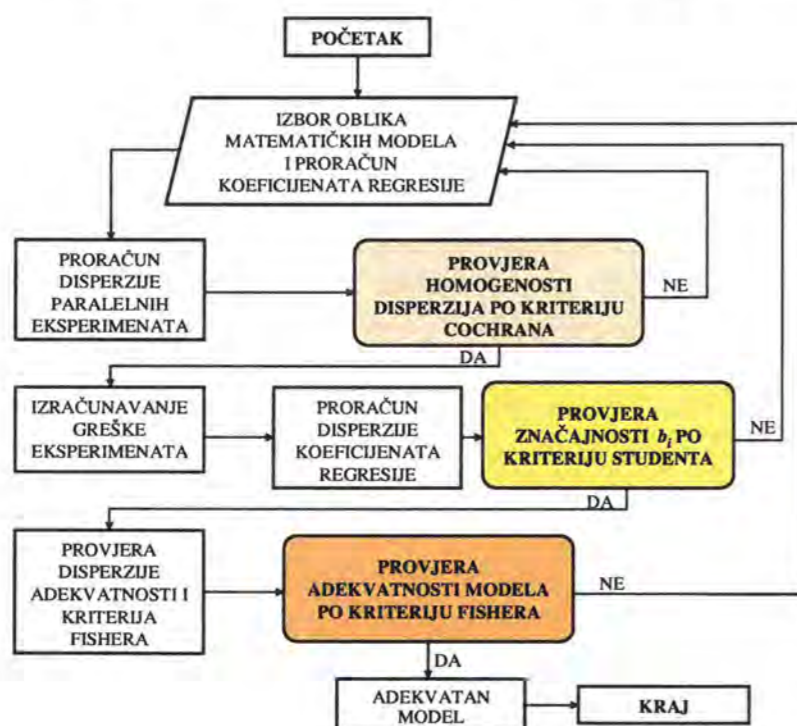 POČETAK
IZBOR OBLIKA
MATEMATIČKIH MODELA
I PRORAČUN
KOEFICIJENATA REGRESIJE
PRORAČUN
DISPERZIJE
PARALELNIH
EKSPERIMENATA
PROVJERA
HOMOGENOSTI
DISPERZIJA PO KRITERIJU
COCHRANA
NE
DA
IZRAČUNAVANJE
GREŠKE
EKSPERIMENATA
PRORAČUN
DISPERZIJE
KOEFICIJENATA
REGRESIJE
PROVJERA
ZNAČAJNOSTI bi PO
KRITERIJU STUDENTA
NE
DA
PROVJERA
DISPERZIJE
ADEKVATNOSTI I
KRITERIJA
FISHERA
PROVJERA
ADEKVATNOSTI MODELA
PO KRITERIJU FISHERA
NE
DA
ADEKVATAN
MODEL
KRAJ